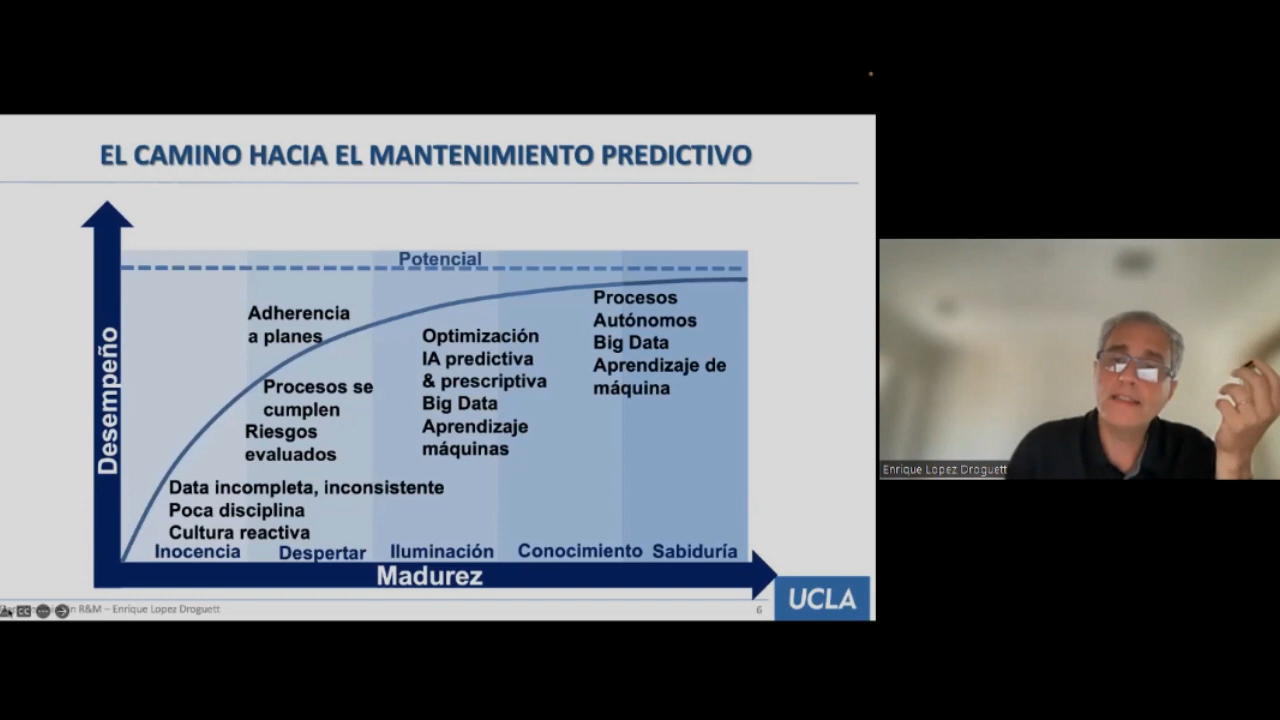 EL CAMINO HACIA EL MANTENIMIENTO PREDICTIVO
Desempeño
Potencial
Adherencia
a planes
Procesos se
cumplen
Riesgos
evaluados
Data incompleta, inconsistente
Poca disciplina
Cultura reactiva
Optimización
IA predictiva
& prescriptiva
Big Data
Aprendizaje
máquinas
Procesos
Autónomos
Big Data
Aprendizaje de
máquina
Inocencia
Despertar
Iluminación
Conocimiento
Sabiduría
Madurez
R&M – Enrique Lopez Droguett
6
UCLA
Enrique Lopez Droguett